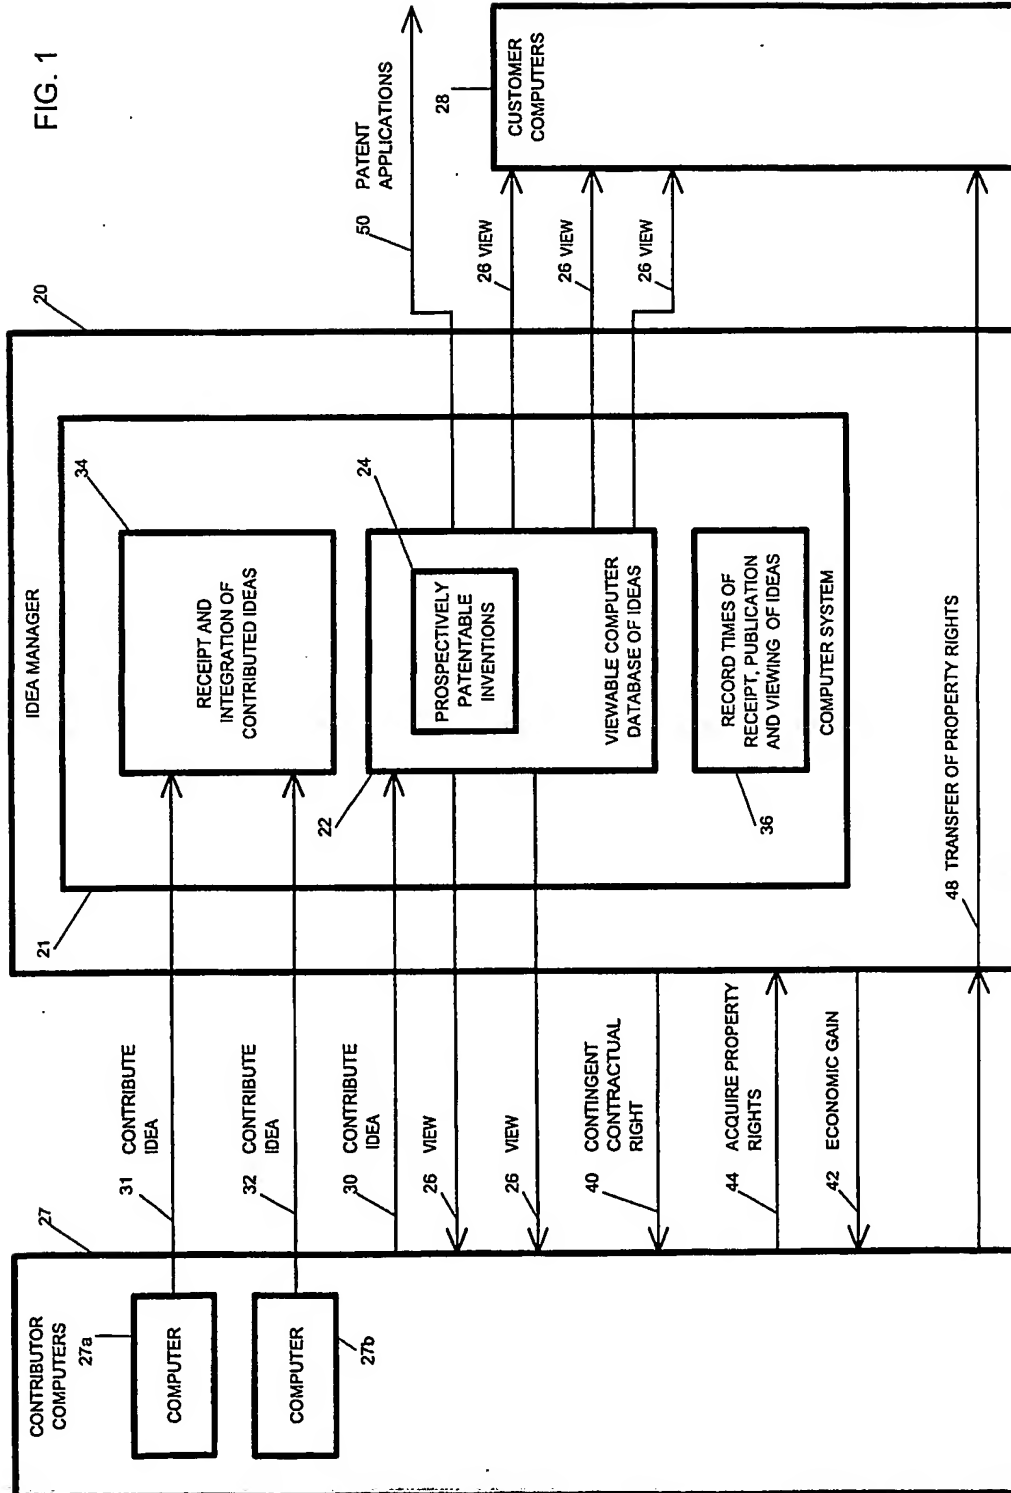 FIG. 1
CONTRIBUTOR
COMPUTERS
27
27a
COMPUTER
COMPUTER
27b
31 CONTRIBUTE
IDEA
32 CONTRIBUTE
IDEA
30 CONTRIBUTE
IDEA
26 VIEW
26 VIEW
40 CONTINGENT
CONTRACTUAL
RIGHT
44 ACQUIRE PROPERTY
RIGHTS
42 ECONOMIC GAIN
IDEA MANAGER
20
21
34
RECEIPT AND
INTEGRATION OF
CONTRIBUTED IDEAS
22
24
PROSPECTIVELY
PATENTABLE
INVENTIONS
VIEWABLE COMPUTER
DATABASE OF IDEAS
RECORD TIMES OF
RECEIPT, PUBLICATION
AND VIEWING OF IDEAS
36
COMPUTER SYSTEM
48 TRANSFER OF PROPERTY RIGHTS
50 PATENT
APPLICATIONS
26 VIEW
26 VIEW
26 VIEW
28
CUSTOMER
COMPUTERS